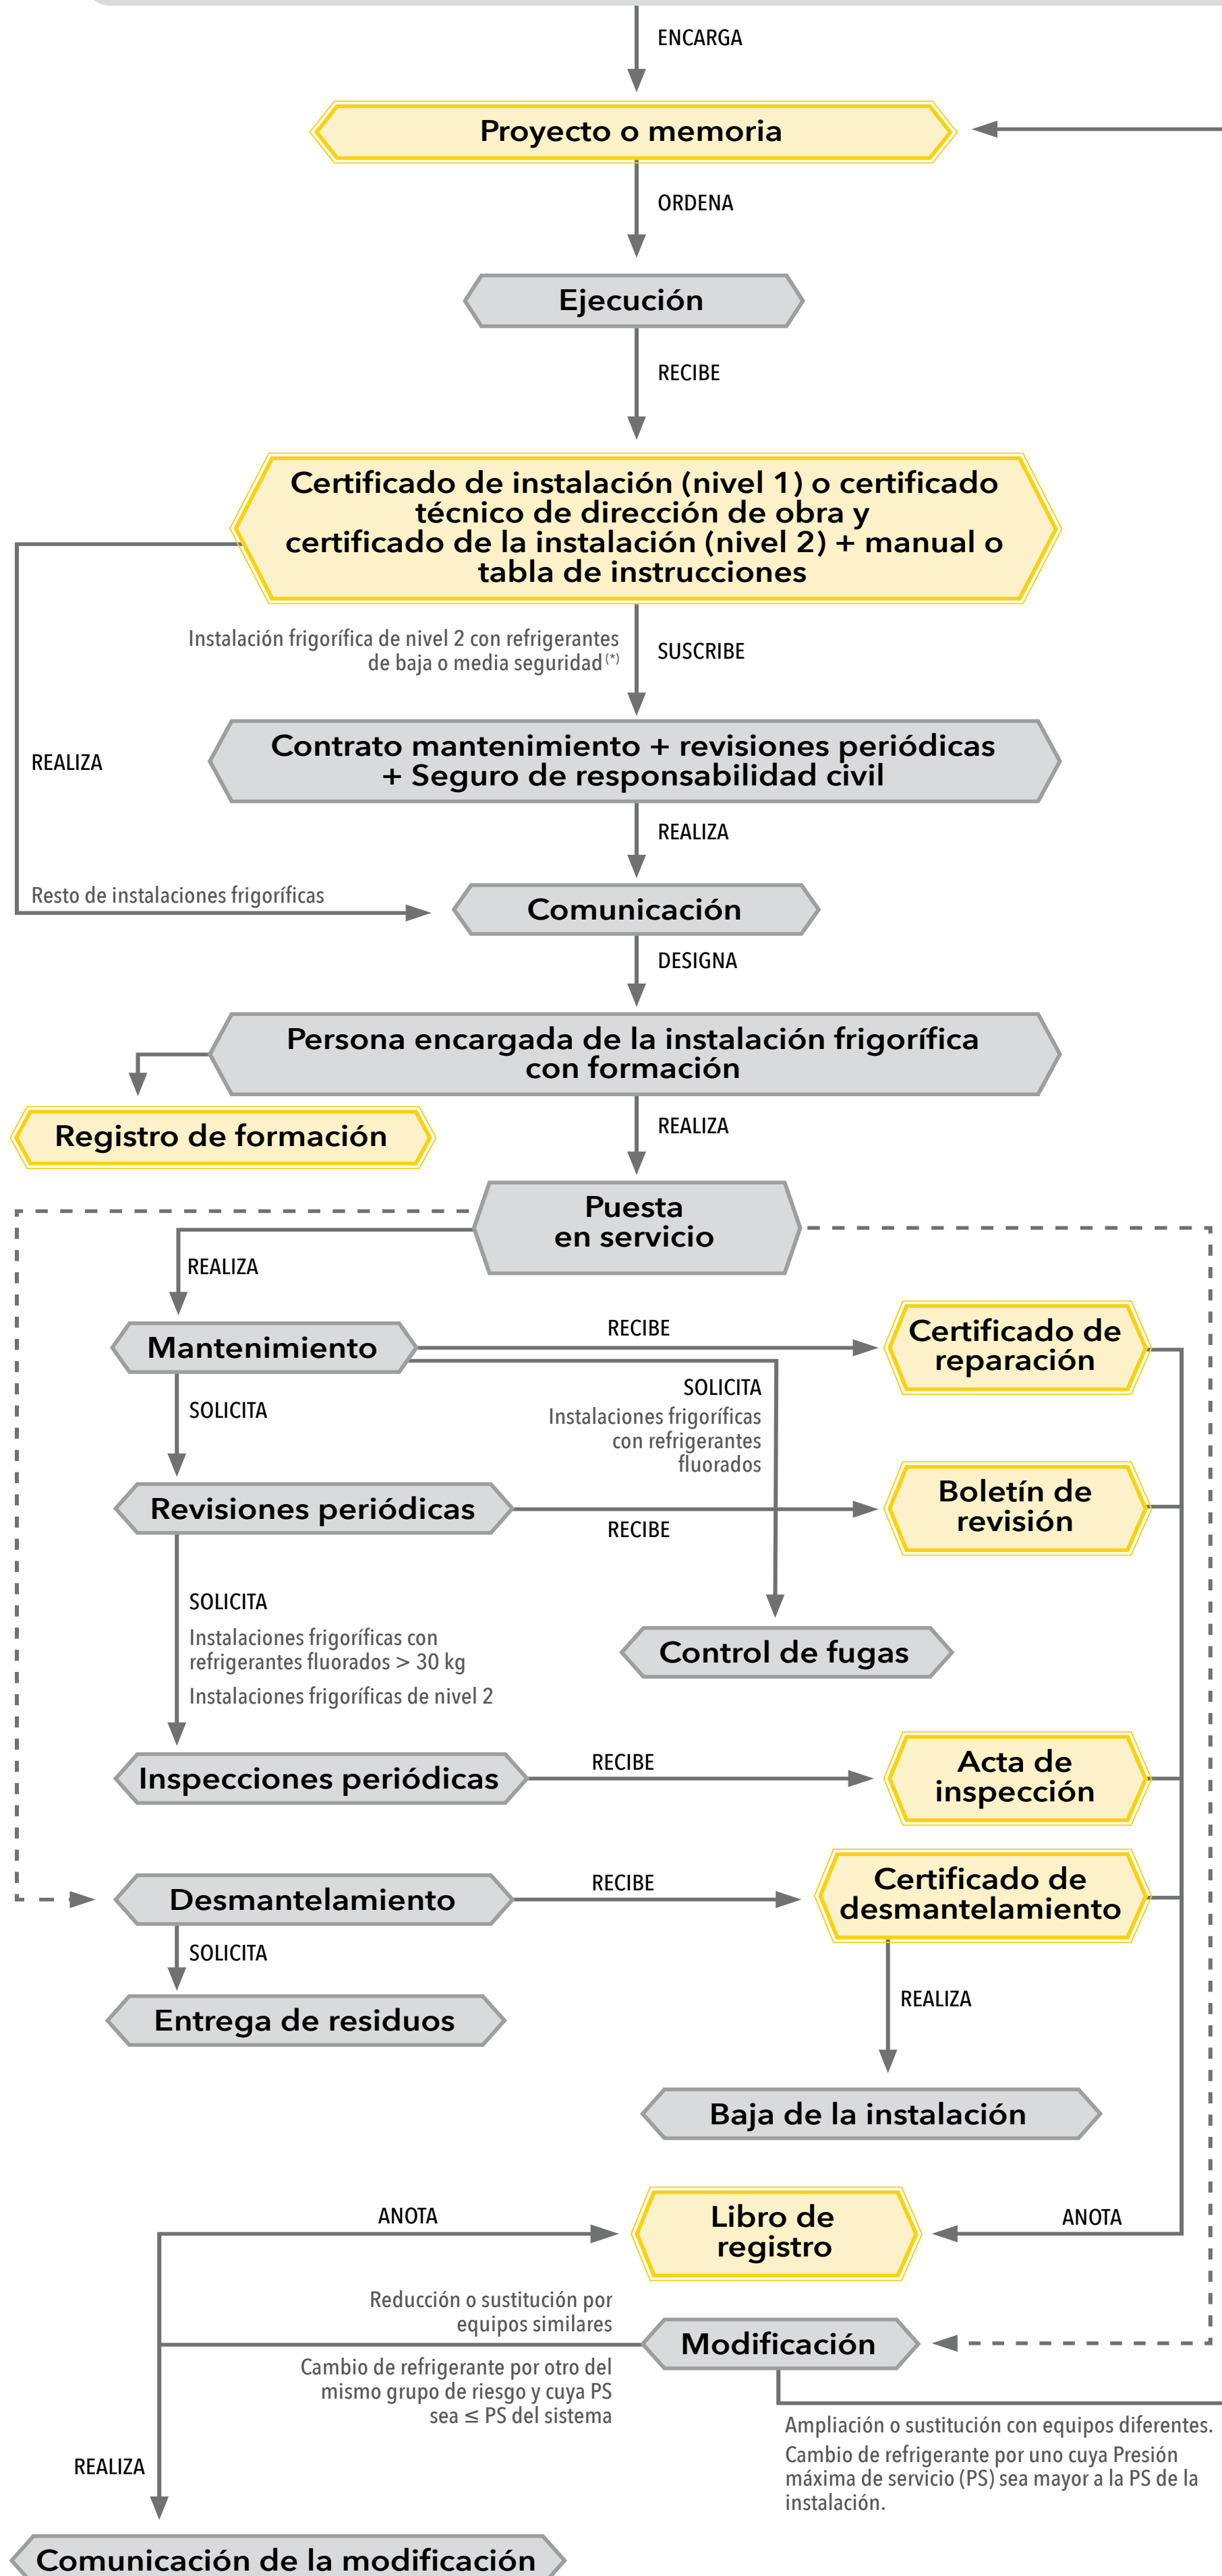 ENCARGA
Proyecto o memoria
ORDENA
Ejecución
RECIBE
Certificado de instalación (nivel 1) o certificado
técnico de dirección de obra y
certificado de la instalación (nivel 2) + manual o
tabla de instrucciones
Instalación frigorífica de nivel 2 con refrigerantes
de baja o media seguridad (*)
SUSCRIBE
Contrato mantenimiento + revisiones periódicas
+ Seguro de responsabilidad civil
REALIZA
REALIZA
Resto de instalaciones frigoríficas
Comunicación
DESIGNA
Persona encargada de la instalación frigorífica
con formación
Registro de formación
REALIZA
Puesta
en servicio
REALIZA
Mantenimiento
RECIBE
Certificado de
reparación
SOLICITA
SOLICITA
Instalaciones frigoríficas
con refrigerantes
fluorados
Revisiones periódicas
RECIBE
Boletín de
revisión
SOLICITA
Instalaciones frigoríficas con
refrigerantes fluorados > 30 kg
Instalaciones frigoríficas de nivel 2
Control de fugas
Inspecciones periódicas
RECIBE
Acta de
inspección
Desmantelamiento
RECIBE
Certificado de
desmantelamiento
SOLICITA
Entrega de residuos
REALIZA
Baja de la instalación
ANOTA
Libro de
registro
ANOTA
Reducción o sustitución por
equipos similares
Modificación
Cambio de refrigerante por otro del
mismo grupo de riesgo y cuya PS
sea ≤ PS del sistema
Ampliación o sustitución con equipos diferentes.
Cambio de refrigerante por uno cuya Presión
máxima de servicio (PS) sea mayor a la PS de la
instalación.
REALIZA
Comunicación de la modificación